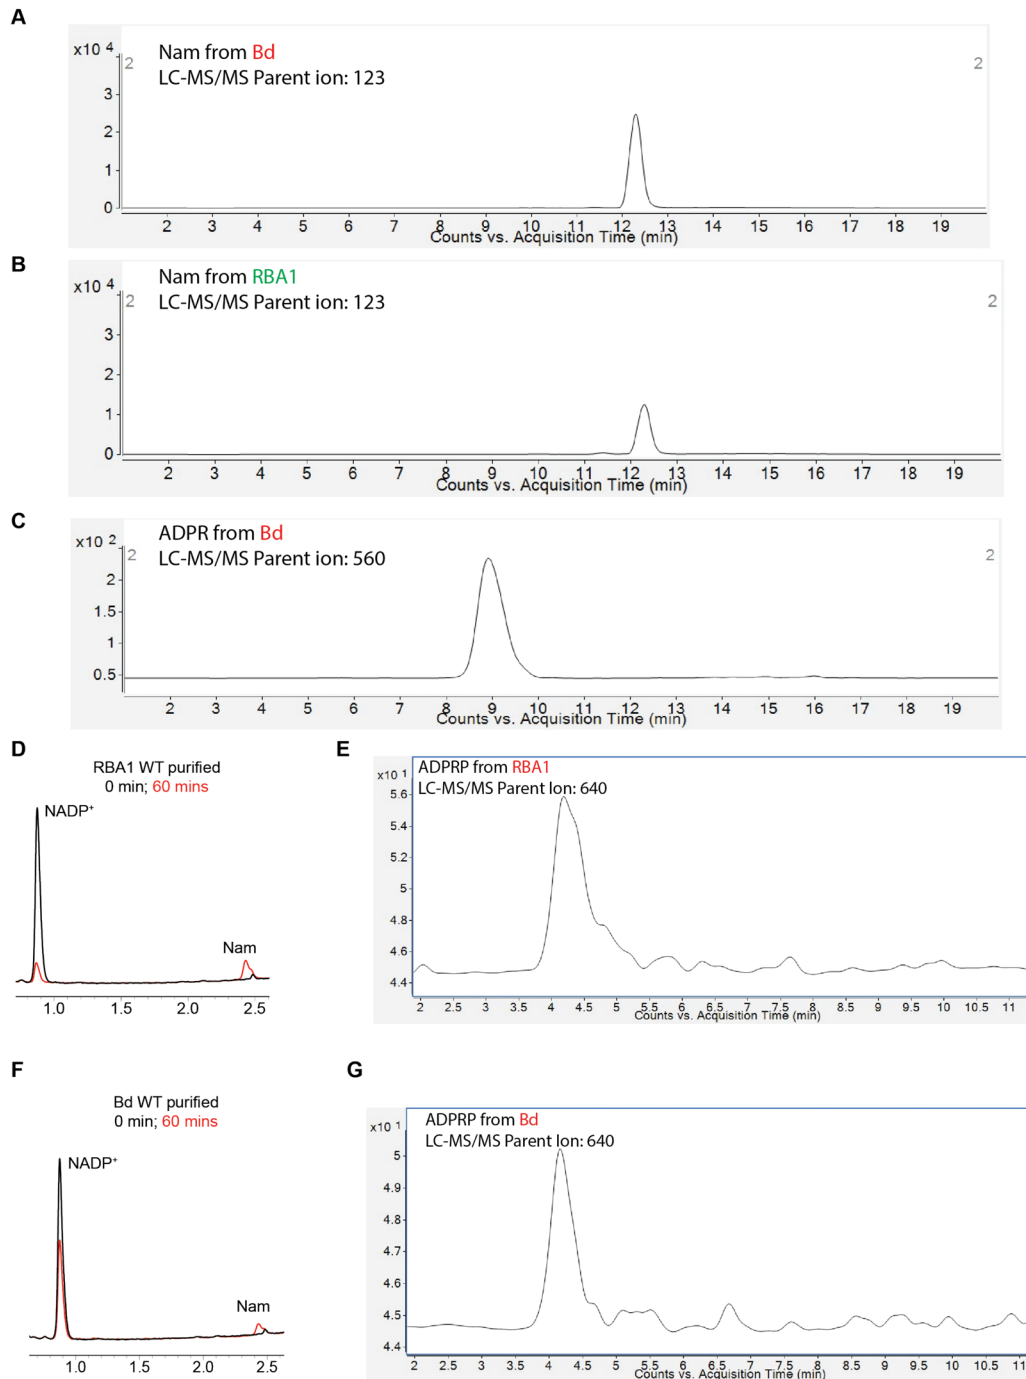 A
x10 4
Nam from Bd
LC-MS/MS Parent ion: 123
2
2
3
2
1
0
2 3 4 5 6 7 8 9 10 11 12 13 14 15 16 17 18 19
Counts vs. Acquisition Time (min)
B
x10 4
Nam from RBA1
LC-MS/MS Parent ion: 123
2
2
3
2
1
0
2 3 4 5 6 7 8 9 10 11 12 13 14 15 16 17 18 19
Counts vs. Acquisition Time (min)
C
x10 2
ADPR from Bd
LC-MS/MS Parent ion: 560
2
2
2
1.5
1
0.5
2 3 4 5 6 7 8 9 10 11 12 13 14 15 16 17 18 19
Counts vs. Acquisition Time (min)
D
RBA1 WT purified
0 min; 60 mins
NADP+
Nam
1.0 1.5 2.0 2.5
E
x10 1
ADPRP from RBA1
LC-MS/MS Parent Ion: 640
5.6
5.4
5.2
5
4.8
4.6
4.4
2 2.5 3 3.5 4 4.5 5 5.5 6 6.5 7 7.5 8 8.5 9 9.5 10 10.5 11
Counts vs. Acquisition Time (min)
F
Bd WT purified
0 min; 60 mins
NADP+
Nam
1.0 1.5 2.0 2.5
G
x10 1
ADPRP from Bd
LC-MS/MS Parent Ion: 640
5
4.9
4.8
4.7
4.6
4.5
4.4
2 2.5 3 3.5 4 4.5 5 5.5 6 6.5 7 7.5 8 8.5 9 9.5 10 10.5 11
Counts vs. Acquisition Time (min)